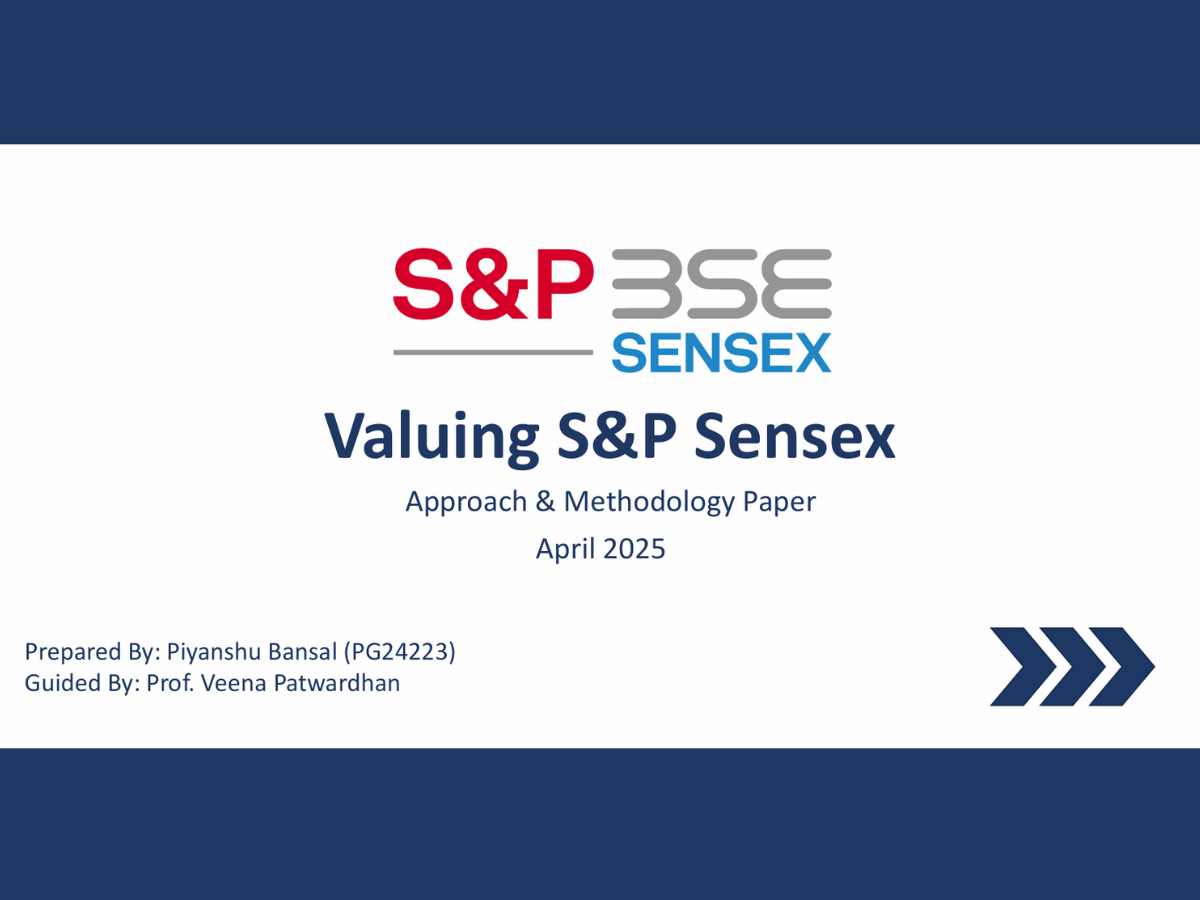 S&P BSE
SENSEX
Valuing S&P Sensex
Approach & Methodology Paper
April 2025
Prepared By: Piyanshu Bansal (PG24223)
Guided By: Prof. Veena Patwardhan